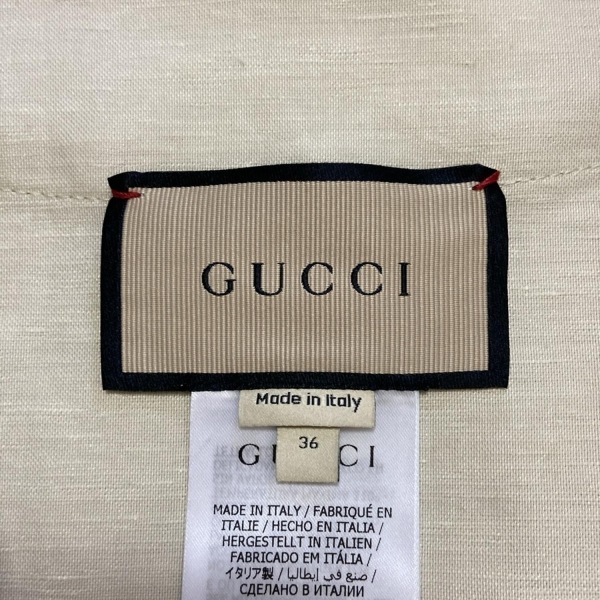 GUCCI
Made in Italy
36
GUCCI
MADE IN ITALY / FABRIQUÉ EN
ITALIE / HECHO EN ITALIA /
HERGESTELLT IN ITALIEN /
FABRICADO EM ITÁLIA /
イタリア製 / صنع في إيطاليا /
СДЕЛАНО В ИТАЛИИ